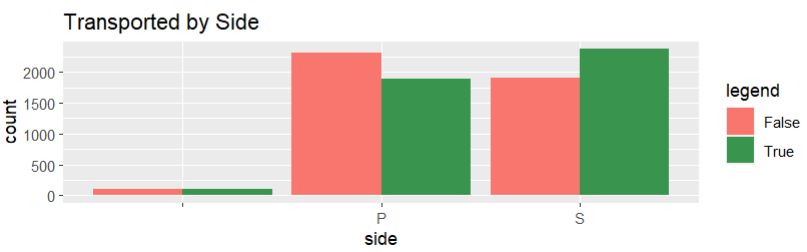 Transported by Side
count
2000
1500
1000
500
0
P
S
side
legend
False
True